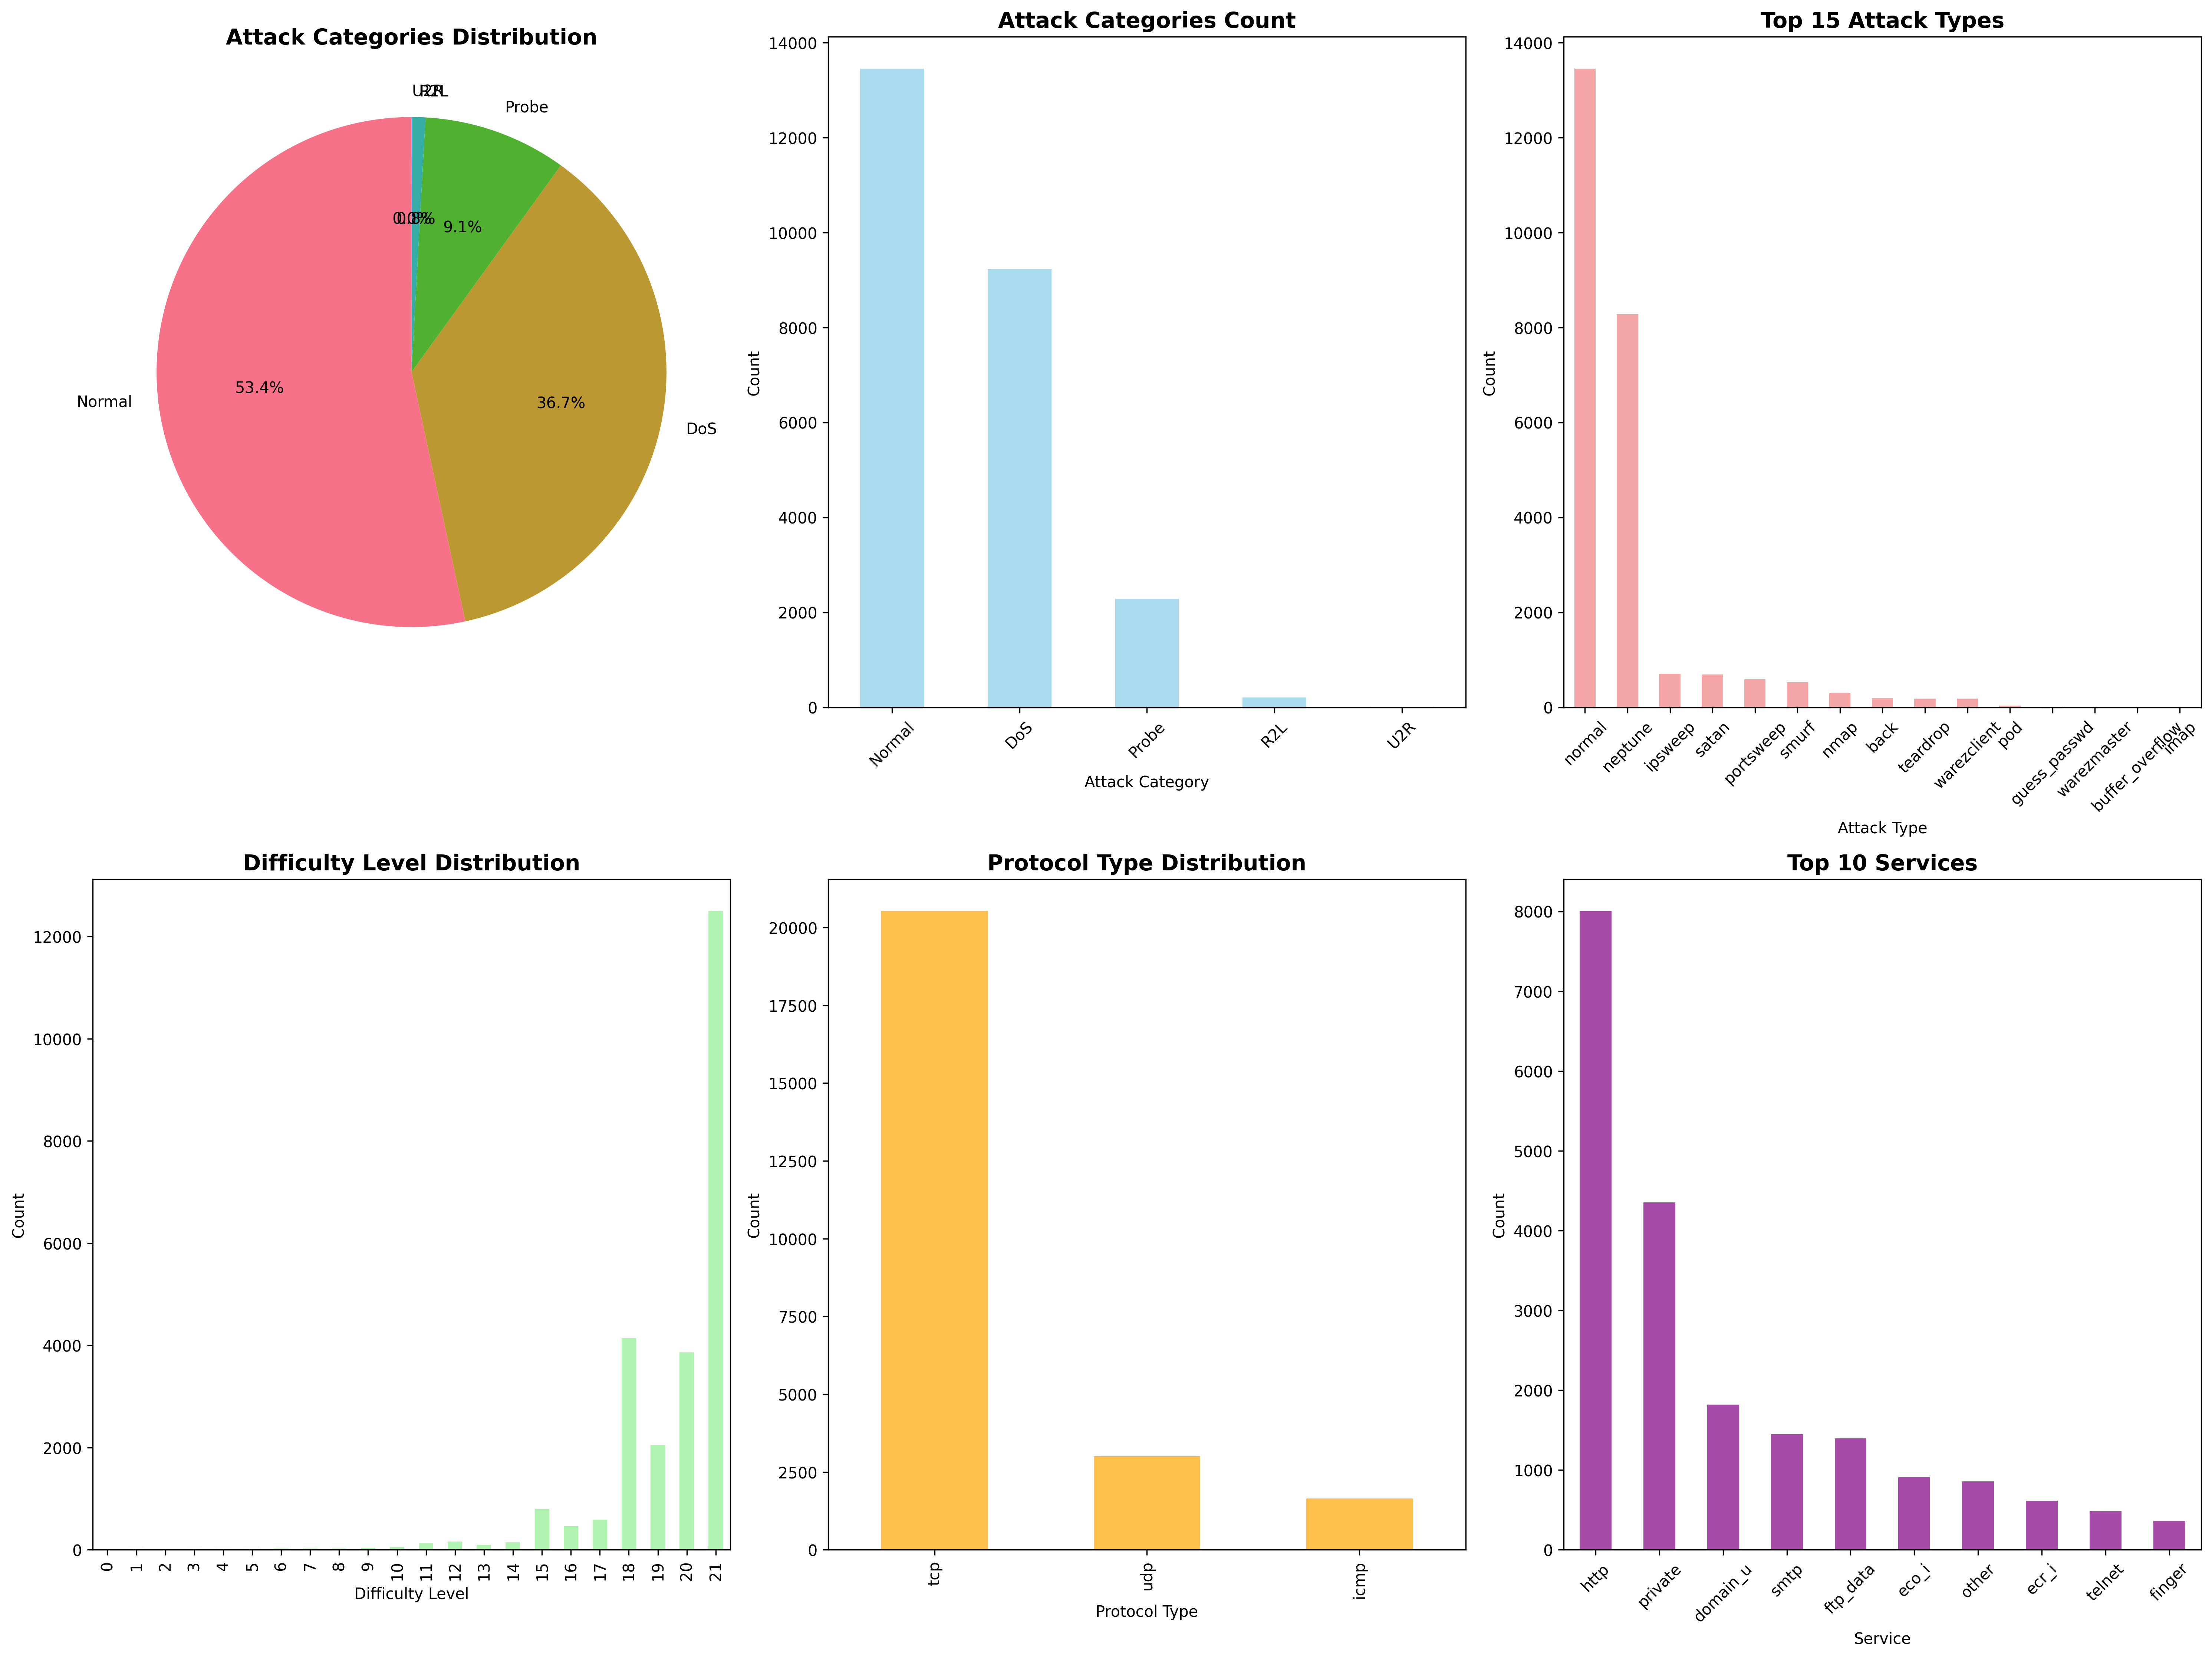 Attack Categories Distribution
U2R
R2L
Probe
0.0%
0.8%
9.1%
53.4%
36.7%
Normal
DoS
Attack Categories Count
14000
12000
10000
8000
6000
4000
2000
0
Count
Normal
DoS
Probe
R2L
U2R
Attack Category
Top 15 Attack Types
14000
12000
10000
8000
6000
4000
2000
0
Count
normal
neptune
ipsweep
satan
portsweep
smurf
nmap
back
teardrop
warezclient
pod
guess_passwd
warezmaster
buffer_overflow
imap
Attack Type
Difficulty Level Distribution
12000
10000
8000
6000
4000
2000
0
Count
0
1
2
3
4
5
6
7
8
9
10
11
12
13
14
15
16
17
18
19
20
21
Difficulty Level
Protocol Type Distribution
20000
17500
15000
12500
10000
7500
5000
2500
0
Count
tcp
udp
icmp
Protocol Type
Top 10 Services
8000
7000
6000
5000
4000
3000
2000
1000
0
Count
http
private
domain_u
smtp
ftp_data
eco_i
other
ecr_i
telnet
finger
Service